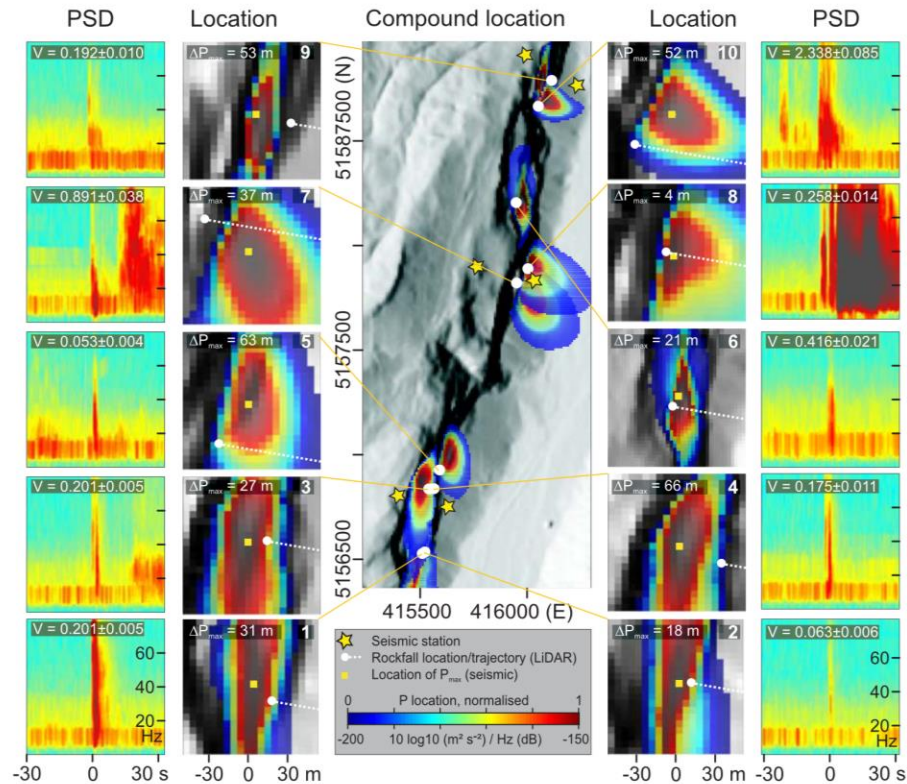 PSD Location Compound location Location PSD
V = 0.192±0.010
ΔPmax = 53 m 9
ΔPmax = 52 m 10
V = 2.338±0.085
V = 0.891±0.038
ΔPmax = 37 m 7
ΔPmax = 4 m 8
V = 0.258±0.014
V = 0.053±0.004
ΔPmax = 63 m 5
ΔPmax = 21 m 6
V = 0.416±0.021
V = 0.201±0.005
ΔPmax = 27 m 3
ΔPmax = 66 m 4
V = 0.175±0.011
V = 0.201±0.005
ΔPmax = 31 m 1
ΔPmax = 18 m 2
V = 0.063±0.006
51587500 (N)
5157500
5156500
415500 416000 (E)
60
40
20
Hz
60
40
20
Hz
Seismic station
Rockfall location/trajectory (LiDAR)
Location of Pmax (seismic)
0 P location, normalised 1
-200 10 log10 (m² s⁻²) / Hz (dB) -150
-30 0 30 s
-30 0 30 m
-30 0 30 m
-30 0 30 s